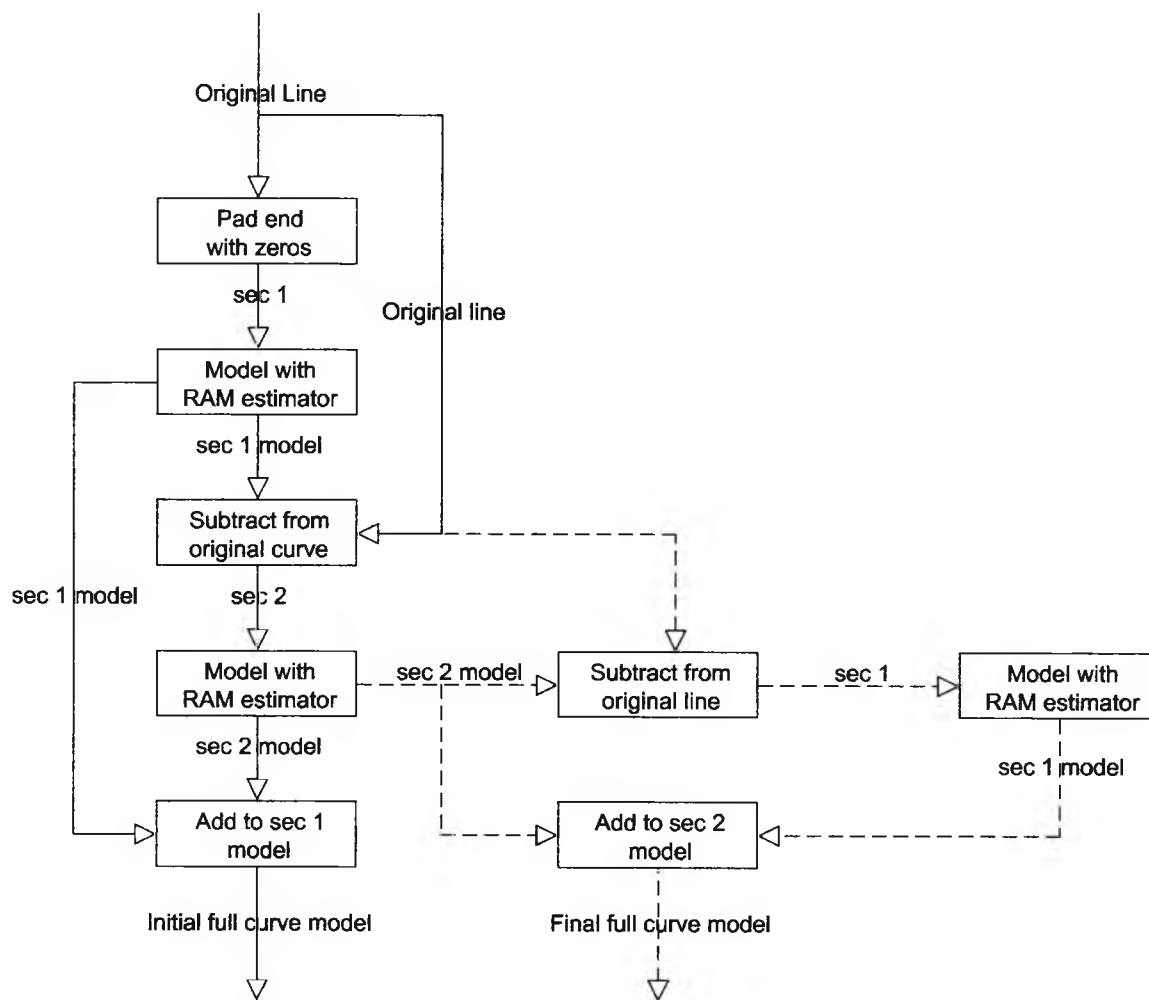 Original Line
Pad end
with zeros
sec 1
Original line
Model with
RAM estimator
sec 1 model
Subtract from
original curve
sec 1 model
sec 2
Model with
RAM estimator
sec 2 model
Subtract from
original line
sec 1
Model with
RAM estimator
sec 2 model
sec 1 model
Add to sec 1
model
Add to sec 2
model
Initial full curve model
Final full curve model